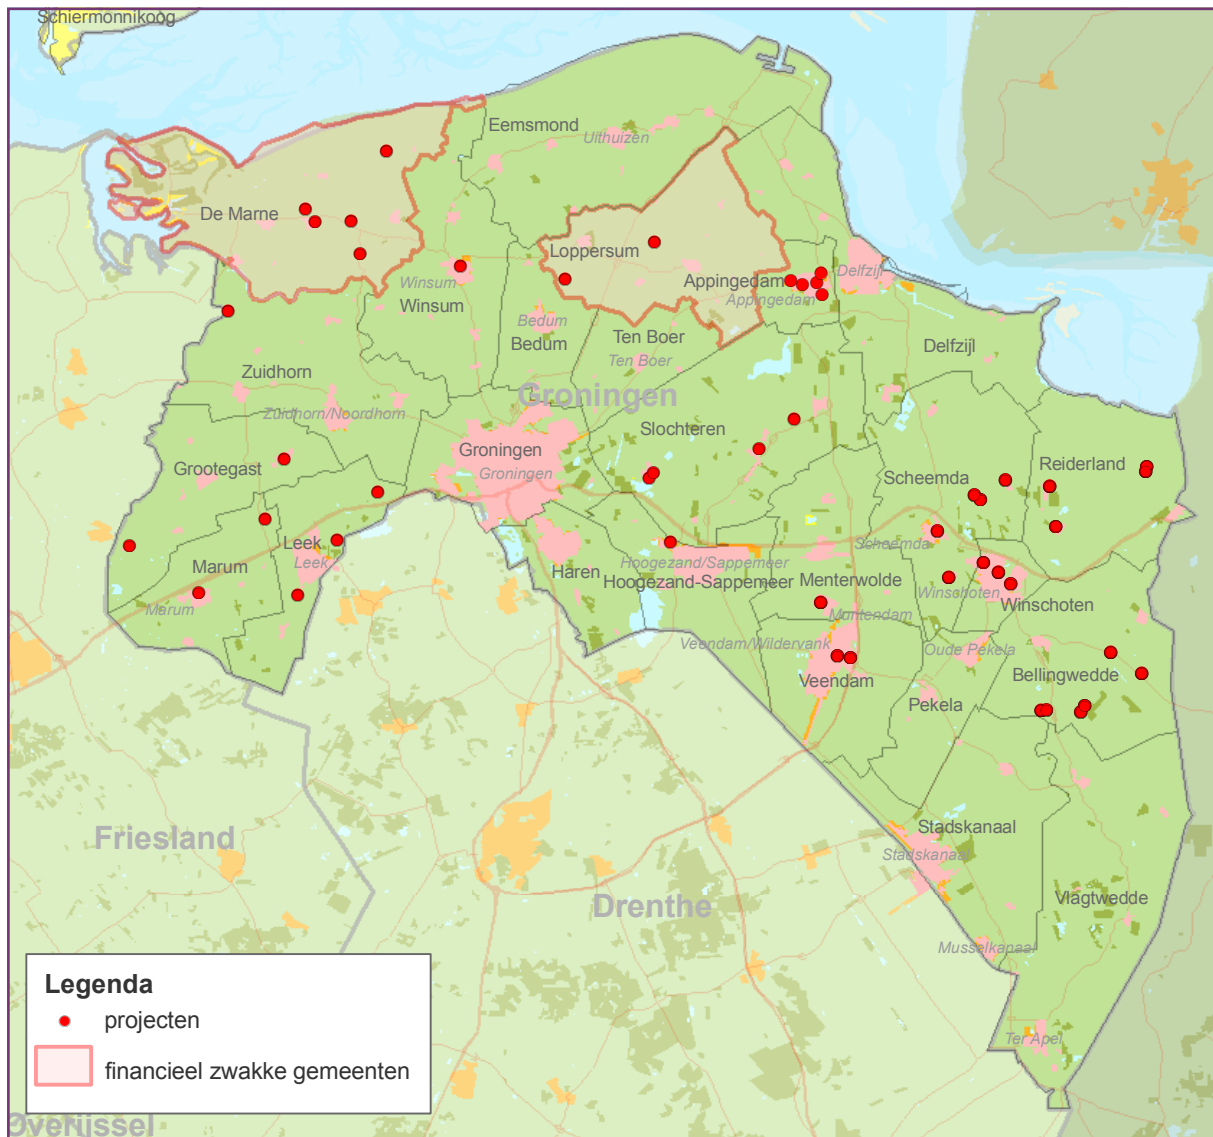 Schiermonnikoog
Eemsmond
Uithuizen
De Marne
Loppersum
Delfzijl
Appingedam
Appingedam
Winsum
Winsum
Bedum
Bedum
Ten Boer
Ten Boer
Delfzijl
Zuidhorn
Zuidhorn/Noordhorn
Groningen
Slochteren
Groningen
Groningen
Grootegast
Scheemda
Reiderland
Scheemda
Leek
Leek
Marum
Marum
Haren
Hoogezand/Sappemeer
Hoogezand-Sappemeer
Menterwolde
Muntendam
Winschoten
Winschoten
Veendam/Wildervank
Veendam
Oude Pekela
Pekela
Bellingwedde
Friesland
Stadskanaal
Stadskanaal
Drenthe
Vlagtwedde
Musselkanaal
Ter Apel
Legenda
projecten
financieel zwakke gemeenten
Overijssel